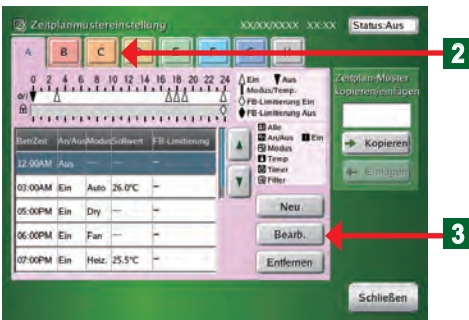 Zeitplanmustereinstellung XX/XX/XXXX XX:XX Status:Aus
A B C
2
0 2 4 6 8 10 12 14 16 18 20 22 24
Ein Aus
Modus/Temp.
FB-Limitierung Ein
FB-Limitierung Aus
Zeitplan-Muster
kopieren/einfügen
Alle
An/Aus Ein
Modus
Temp
Timer
Filter
Kopieren
Einfügen
BetrZeit An/Aus Modus Sollwert FB-Limitierung
12:00AM Aus --- --- -
03:00AM Ein Auto 26.0°C -
05:00PM Ein Dry --- -
06:00PM Ein Fan --- -
07:00PM Ein Heiz. 25.5°C -
Neu
Bearb.
3
Entfernen
Schließen